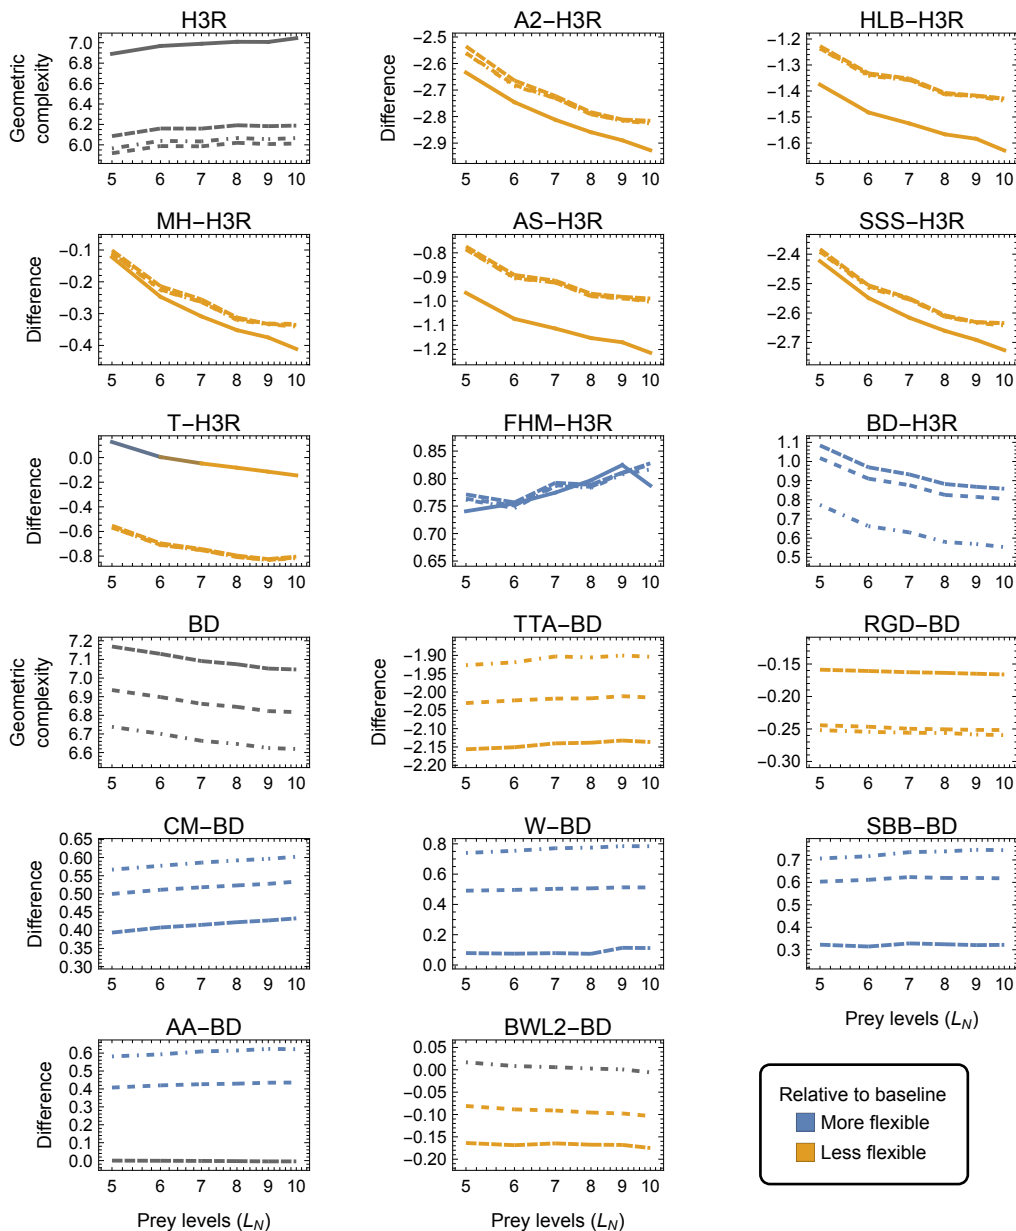 H3R
Geometric
complexity
7.0
6.8
6.6
6.4
6.2
6.0
5 6 7 8 9 10
A2−H3R
Difference
−2.5
−2.6
−2.7
−2.8
−2.9
5 6 7 8 9 10
HLB−H3R
−1.2
−1.3
−1.4
−1.5
−1.6
5 6 7 8 9 10
MH−H3R
Difference
−0.1
−0.2
−0.3
−0.4
5 6 7 8 9 10
AS−H3R
−0.8
−0.9
−1.0
−1.1
−1.2
5 6 7 8 9 10
SSS−H3R
−2.4
−2.5
−2.6
−2.7
5 6 7 8 9 10
T−H3R
Difference
0.0
−0.2
−0.4
−0.6
−0.8
5 6 7 8 9 10
FHM−H3R
0.85
0.80
0.75
0.70
0.65
5 6 7 8 9 10
BD−H3R
1.1
1.0
0.9
0.8
0.7
0.6
0.5
5 6 7 8 9 10
BD
Geometric
complexity
7.2
7.1
7.0
6.9
6.8
6.7
6.6
5 6 7 8 9 10
TTA−BD
Difference
−1.90
−1.95
−2.00
−2.05
−2.10
−2.15
−2.20
5 6 7 8 9 10
RGD−BD
−0.15
−0.20
−0.25
−0.30
5 6 7 8 9 10
CM−BD
Difference
0.65
0.60
0.55
0.50
0.45
0.40
0.35
0.30
5 6 7 8 9 10
W−BD
0.8
0.6
0.4
0.2
0.0
5 6 7 8 9 10
SBB−BD
0.7
0.6
0.5
0.4
0.3
5 6 7 8 9 10
Prey levels (L_N)
AA−BD
Difference
0.6
0.5
0.4
0.3
0.2
0.1
0.0
5 6 7 8 9 10
Prey levels (L_N)
BWL2−BD
0.05
0.00
−0.05
−0.10
−0.15
−0.20
5 6 7 8 9 10
Prey levels (L_N)
Relative to baseline
More flexible
Less flexible